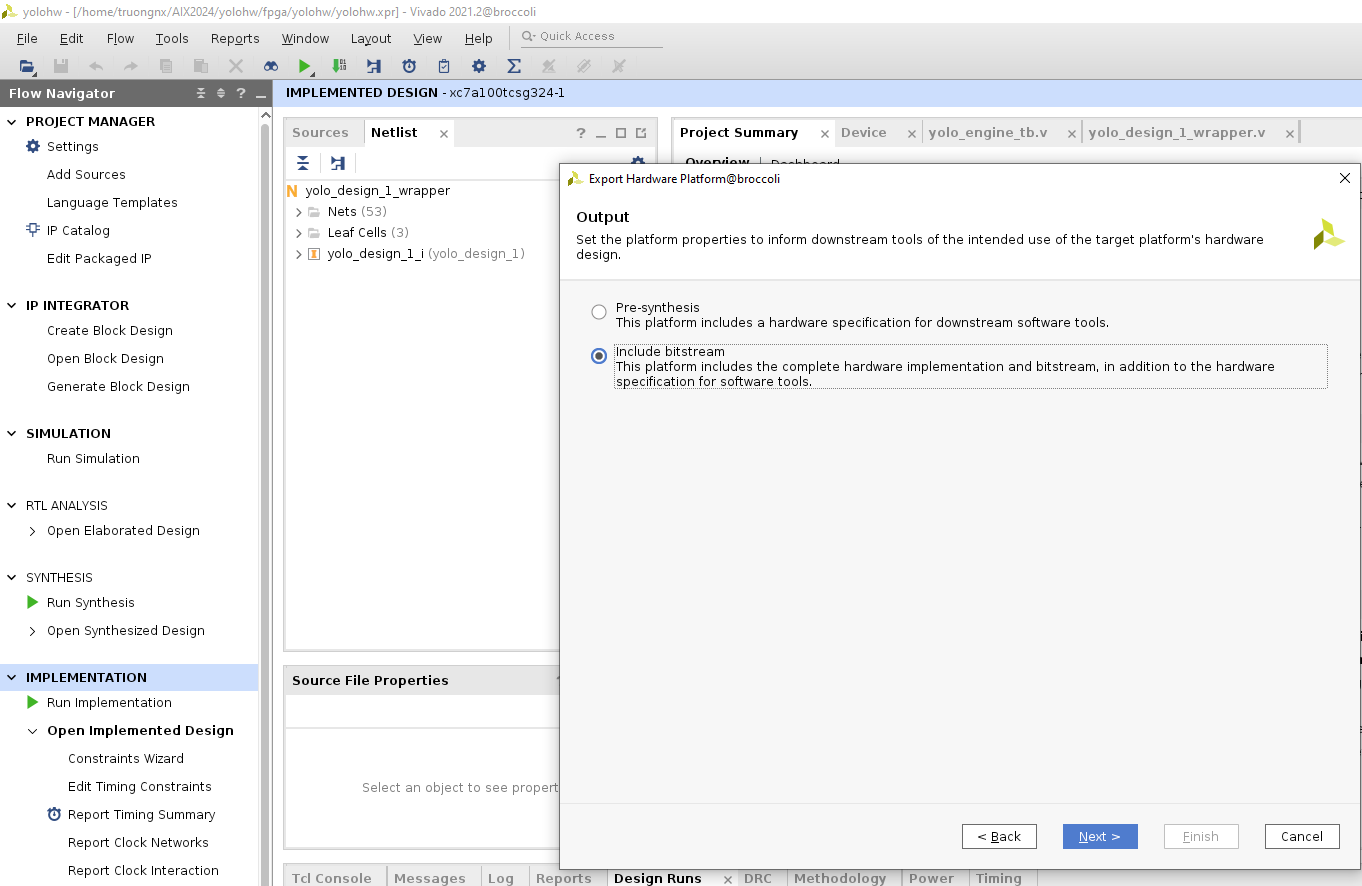 yolohw - [/home/truongnx/AIX2024/yolohw/fpga/yolohw/yolohw.xpr] - Vivado 2021.2@broccoli
File Edit Flow Tools Reports Window Layout View Help Quick Access
Flow Navigator
PROJECT MANAGER
Settings
Add Sources
Language Templates
IP Catalog
Edit Packaged IP
IP INTEGRATOR
Create Block Design
Open Block Design
Generate Block Design
SIMULATION
Run Simulation
RTL ANALYSIS
Open Elaborated Design
SYNTHESIS
Run Synthesis
Open Synthesized Design
IMPLEMENTATION
Run Implementation
Open Implemented Design
Constraints Wizard
Edit Timing Constraints
Report Timing Summary
Report Clock Networks
Report Clock Interaction
IMPLEMENTED DESIGN - xc7a100tcsg324-1
Sources Netlist
yolo_design_1_wrapper
Nets (53)
Leaf Cells (3)
yolo_design_1_i (yolo_design_1)
Source File Properties
Select an object to see propert
Project Summary Device yolo_engine_tb.v yolo_design_1_wrapper.v
Overview | Dashboard
Export Hardware Platform@broccoli
Output
Set the platform properties to inform downstream tools of the intended use of the target platform's hardware
design.
Pre-synthesis
This platform includes a hardware specification for downstream software tools.
Include bitstream
This platform includes the complete hardware implementation and bitstream, in addition to the hardware
specification for software tools.
< Back Next > Finish Cancel
Tcl Console Messages Log Reports Design Runs DRC Methodology Power Timing